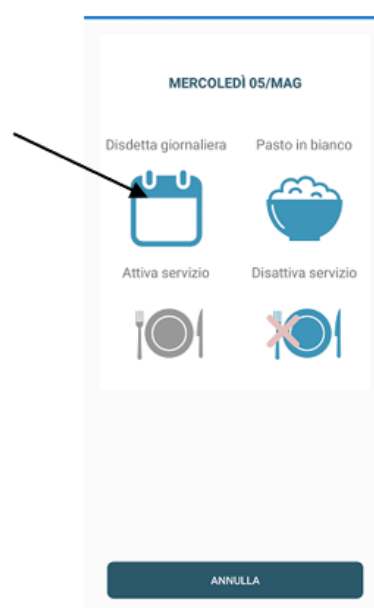 MERCOLEDÌ 05/MAG
Disdetta giornaliera Pasto in bianco
Attiva servizio Disattiva servizio
ANNULLA